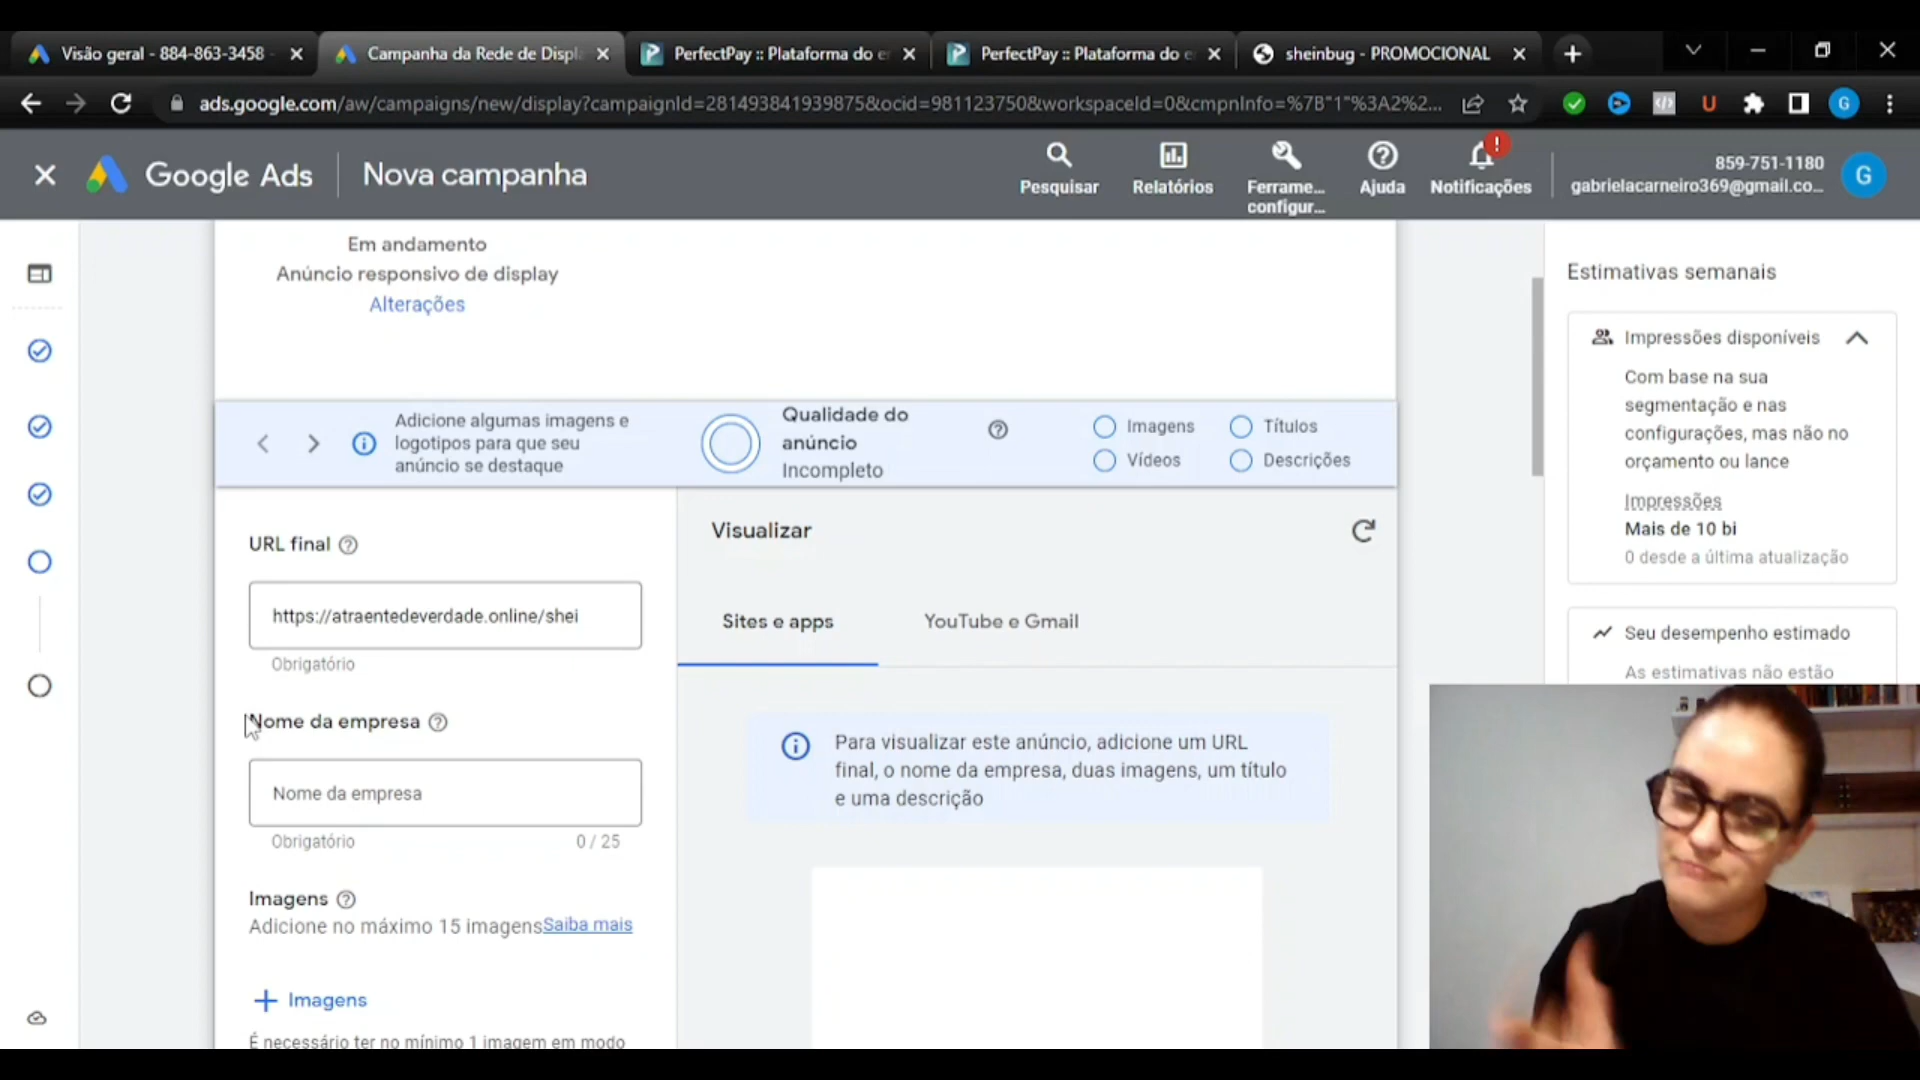 Visão geral - 884-863-3458 -
Campanha da Rede de Displ
PerfectPay :: Plataforma do e
PerfectPay :: Plataforma do e
sheinbug - PROMOCIONAL
ads.google.com/aw/campaigns/new/display?campaignId=281493841939875&ocid=981123750&workspaceId=0&cmpnInfo=%7B"1"%3A2%2...
U
G
Google Ads
Nova campanha
Pesquisar
Relatórios
Ferrame...
configur...
Ajuda
!
Notificações
859-751-1180
gabrielacarneiro369@gmail.co...
G
Em andamento
Anúncio responsivo de display
Alterações
Adicione algumas imagens e
logotipos para que seu
anúncio se destaque
Qualidade do
anúncio
Incompleto
Imagens
Títulos
Vídeos
Descrições
URL final
https://atraentedeverdade.online/shei
Obrigatório
Nome da empresa
Nome da empresa
Obrigatório
0 / 25
Imagens
Adicione no máximo 15 imagensSaiba mais
Imagens
É necessário ter no mínimo 1 imagem em modo
Visualizar
Sites e apps
YouTube e Gmail
Para visualizar este anúncio, adicione um URL
final, o nome da empresa, duas imagens, um título
e uma descrição
Estimativas semanais
Impressões disponíveis
Com base na sua
segmentação e nas
configurações, mas não no
orçamento ou lance
Impressões
Mais de 10 bi
0 desde a última atualização
Seu desempenho estimado
As estimativas não estão